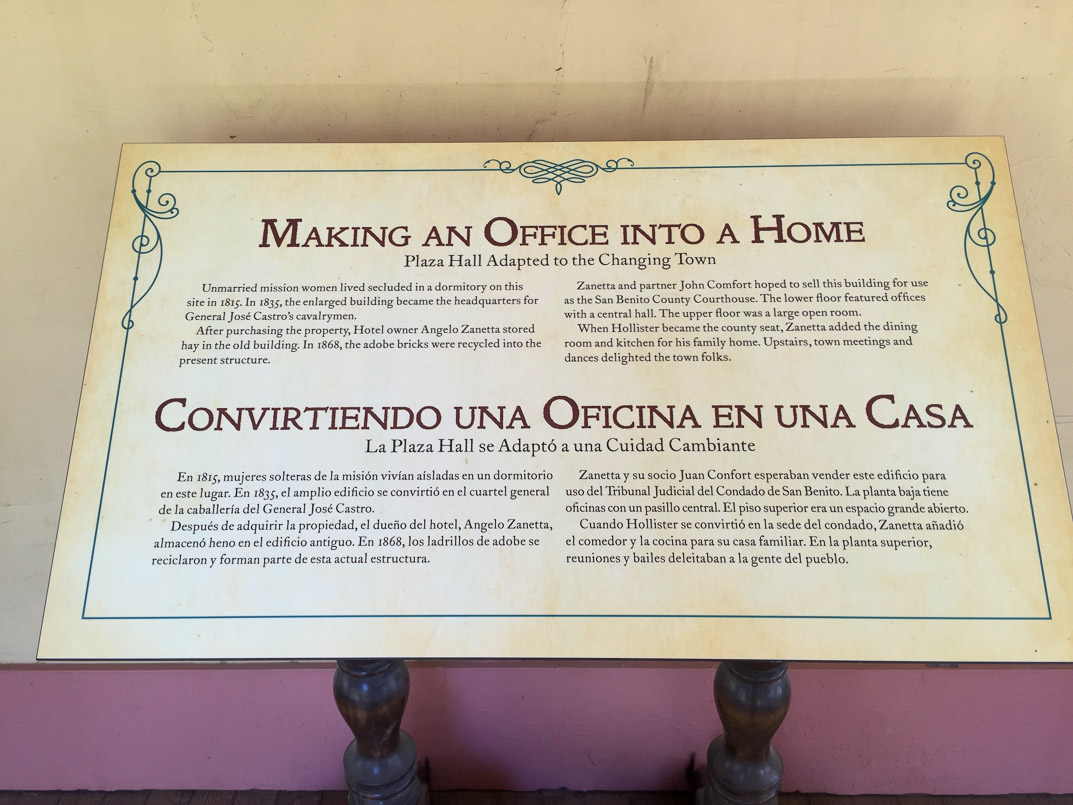 Making an Office into a Home
Plaza Hall Adapted to the Changing Town
Unmarried mission women lived secluded in a dormitory on this
site in 1815. In 1835, the enlarged building became the headquarters for
General José Castro's cavalrymen.
After purchasing the property, Hotel owner Angelo Zanetta stored
hay in the old building. In 1868, the adobe bricks were recycled into the
present structure.
Zanetta and partner John Comfort hoped to sell this building for use
as the San Benito County Courthouse. The lower floor featured offices
with a central hall. The upper floor was a large open room.
When Hollister became the county seat, Zanetta added the dining
room and kitchen for his family home. Upstairs, town meetings and
dances delighted the town folks.
Convirtiendo una Oficina en una Casa
La Plaza Hall se Adaptó a una Cuidad Cambiante
En 1815, mujeres solteras de la misión vivían aísladas en un dormitorio
en este lugar. En 1835, el amplio edificio se convirtió en el cuartel general
de la caballería del General José Castro.
Después de adquirir la propiedad, el dueño del hotel, Angelo Zanetta,
almacenó heno en el edificio antiguo. En 1868, los ladrillos de adobe se
reciclaron y forman parte de esta actual estructura.
Zanetta y su socio Juan Confort esperaban vender este edificio para
uso del Tribunal Judicial del Condado de San Benito. La planta baja tiene
oficinas con un pasillo central. El piso superior era un espacio grande abierto.
Cuando Hollister se convirtió en la sede del condado, Zanetta añadió
el comedor y la cocina para su casa familiar. En la planta superior,
reuniones y bailes deleitaban a la gente del pueblo.